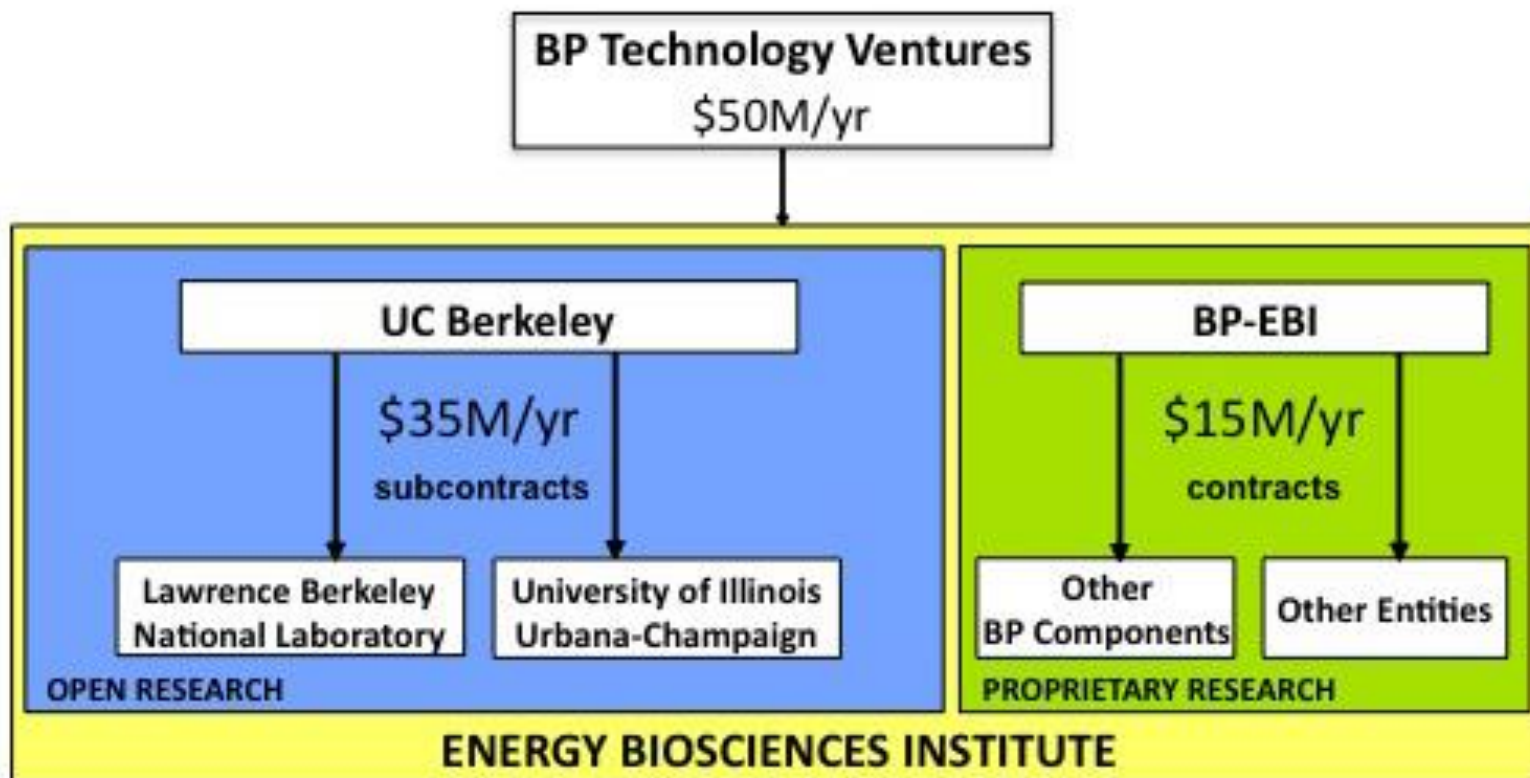 BP Technology Ventures
$50M/yr
UC Berkeley
$35M/yr
subcontracts
Lawrence Berkeley
National Laboratory
University of Illinois
Urbana-Champaign
OPEN RESEARCH
BP-EBI
$15M/yr
contracts
Other
BP Components
Other Entities
PROPRIETARY RESEARCH
ENERGY BIOSCIENCES INSTITUTE